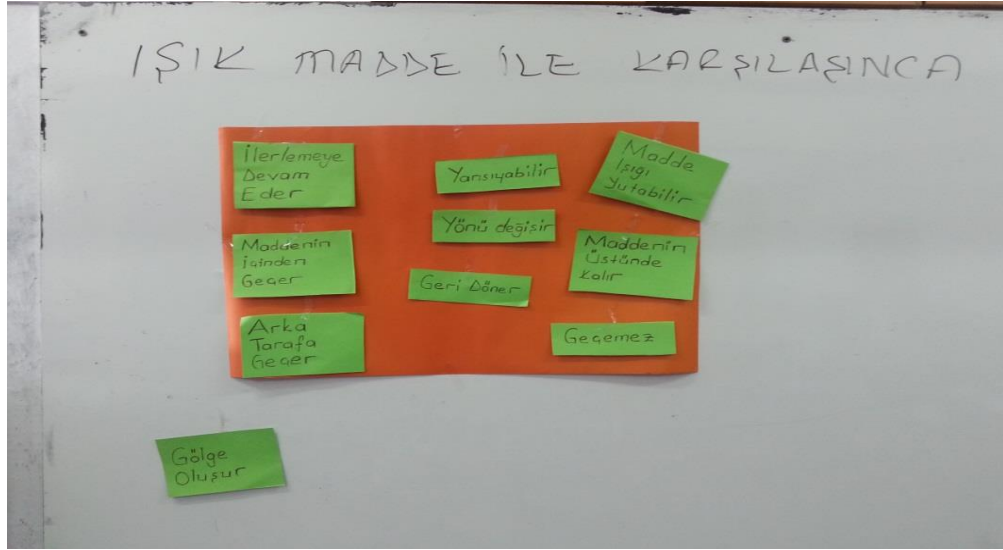 IŞIK MADDE İLE KARŞILAŞINCA
İlerlemeye
Devam
Eder
Maddenin
içinden
Geçer
Arka
Tarafa
Geçer
Yansıyabilir
Yönü değişir
Geri Döner
Madde
Işığı
Yutabilir
Maddenin
Üstünde
Kalır
Geçemez
Gölge
Oluşur